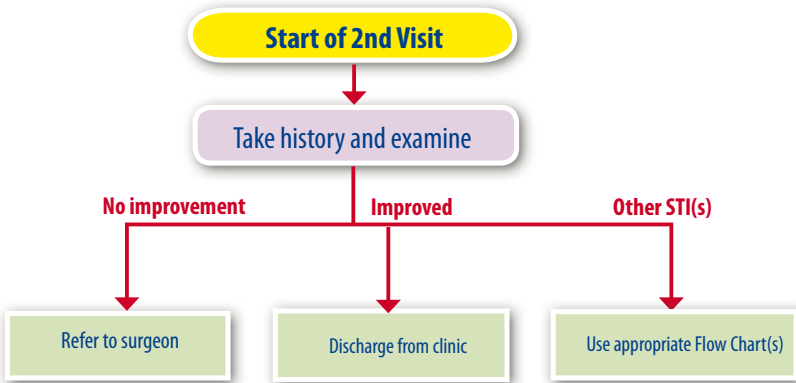 Start of 2nd Visit
Take history and examine
No improvement
Improved
Other STI(s)
Refer to surgeon
Discharge from clinic
Use appropriate Flow Chart(s)